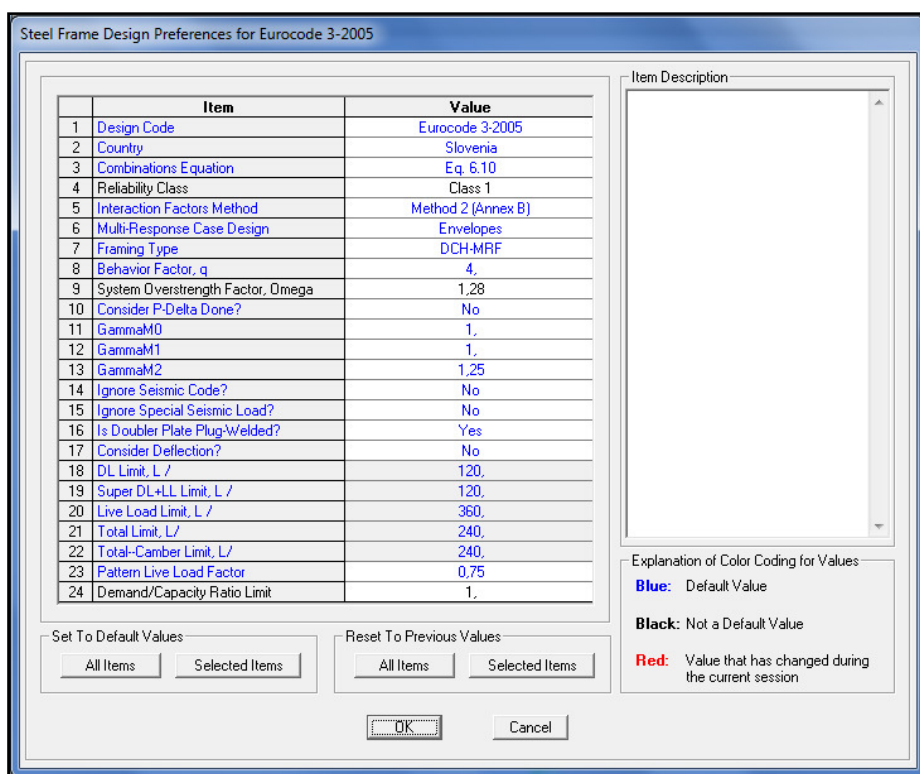 Steel Frame Design Preferences for Eurocode 3-2005
Item Value
1 Design Code Eurocode 3-2005
2 Country Slovenia
3 Combinations Equation Eq. 6.10
4 Reliability Class Class 1
5 Interaction Factors Method Method 2 (Annex B)
6 Multi-Response Case Design Envelopes
7 Framing Type DCH-MRF
8 Behavior Factor, q 4,
9 System Overstrength Factor, Omega 1,28
10 Consider P-Delta Done? No
11 GammaM0 1,
12 GammaM1 1,
13 GammaM2 1,25
14 Ignore Seismic Code? No
15 Ignore Special Seismic Load? No
16 Is Doubler Plate Plug-Welded? Yes
17 Consider Deflection? No
18 DL Limit, L / 120,
19 Super DL+LL Limit, L / 120,
20 Live Load Limit, L / 360,
21 Total Limit, L/ 240,
22 Total--Camber Limit, L/ 240,
23 Pattern Live Load Factor 0,75
24 Demand/Capacity Ratio Limit 1,
Item Description
Explanation of Color Coding for Values
Blue: Default Value
Black: Not a Default Value
Red: Value that has changed during
the current session
Set To Default Values
All Items Selected Items
Reset To Previous Values
All Items Selected Items
OK Cancel